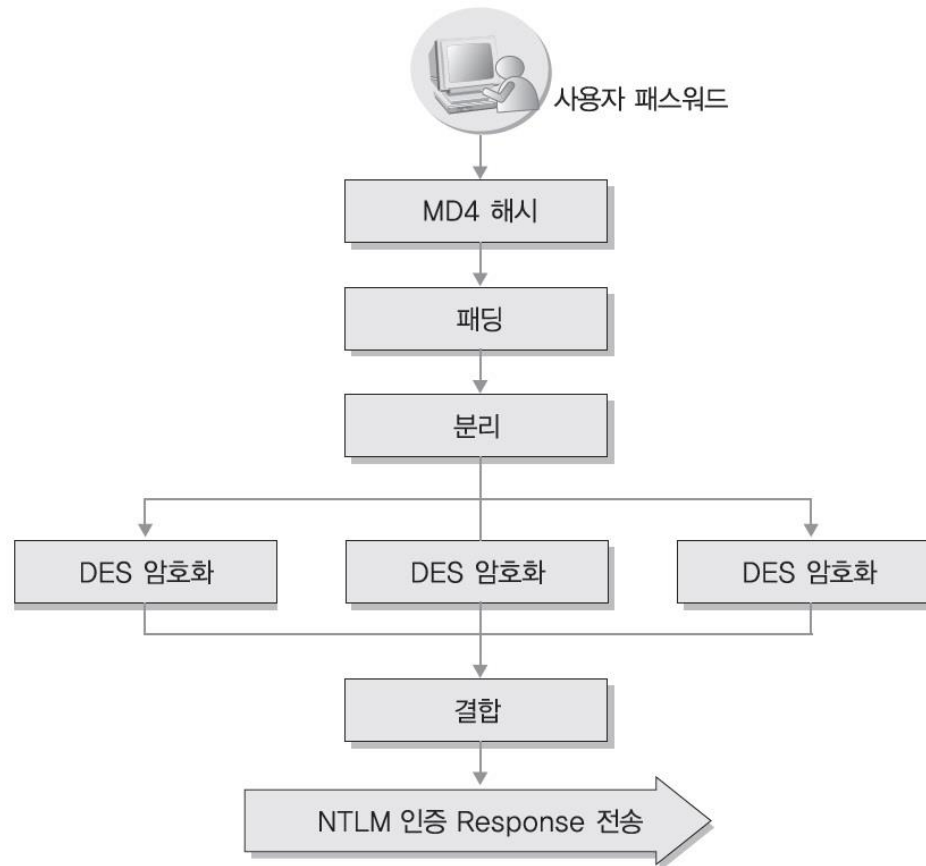 사용자 패스워드
MD4 해시
패딩
분리
DES 암호화
DES 암호화
DES 암호화
결합
NTLM 인증 Response 전송